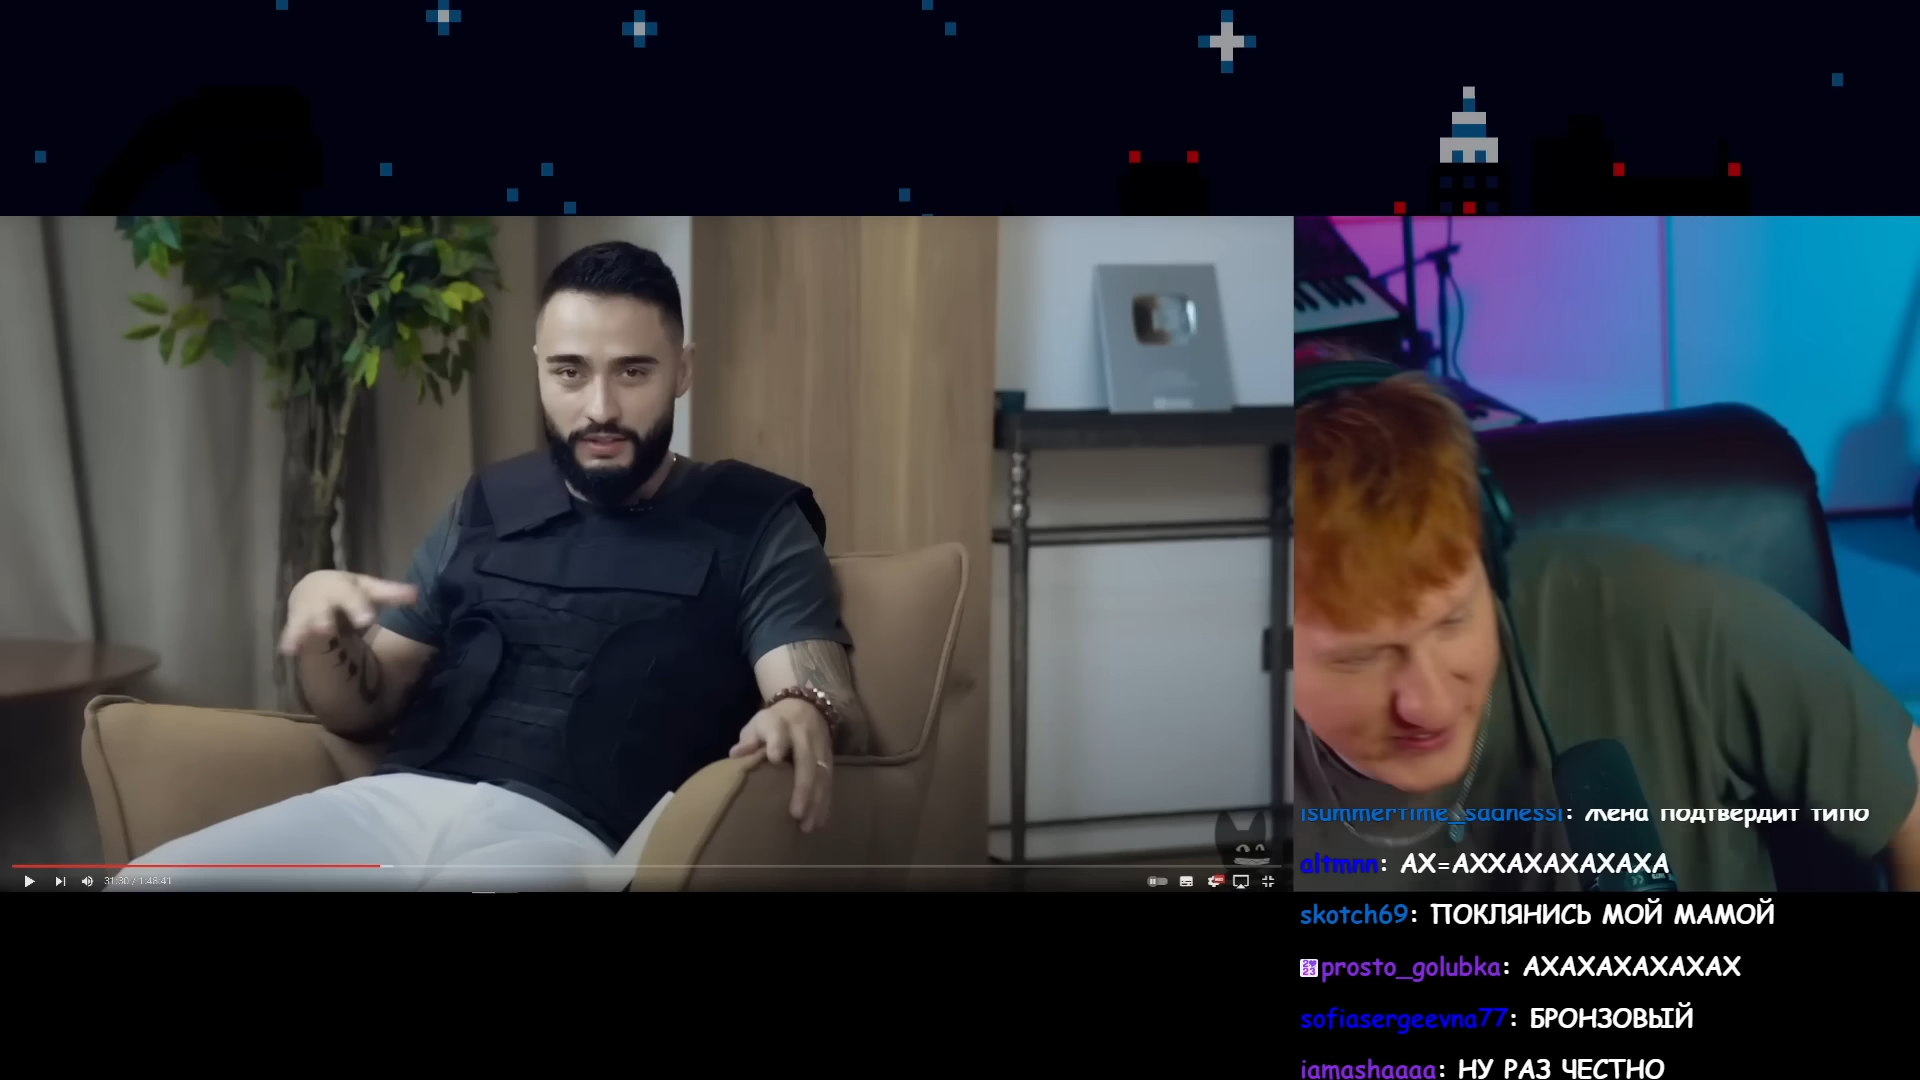 31:30 / 1:48:41
isummertime_sadnessi: Жена подтвердит типо
altmnn: АХ=АХХАХАХАХАХА
skotch69: ПОКЛЯНИСЬ МОЙ МАМОЙ
prosto_golubka: АХАХАХАХАХАХ
sofiasergeevna77: БРОНЗОВЫЙ
iamashaaaa: НУ РАЗ ЧЕСТНО